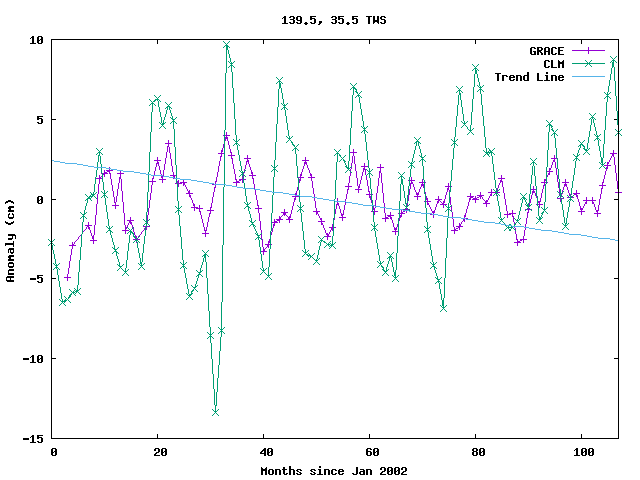 139.5, 35.5 TWS
GRACE
CLM
Trend Line
10
5
0
-5
-10
-15
Anomaly (cm)
0 20 40 60 80 100
Months since Jan 2002